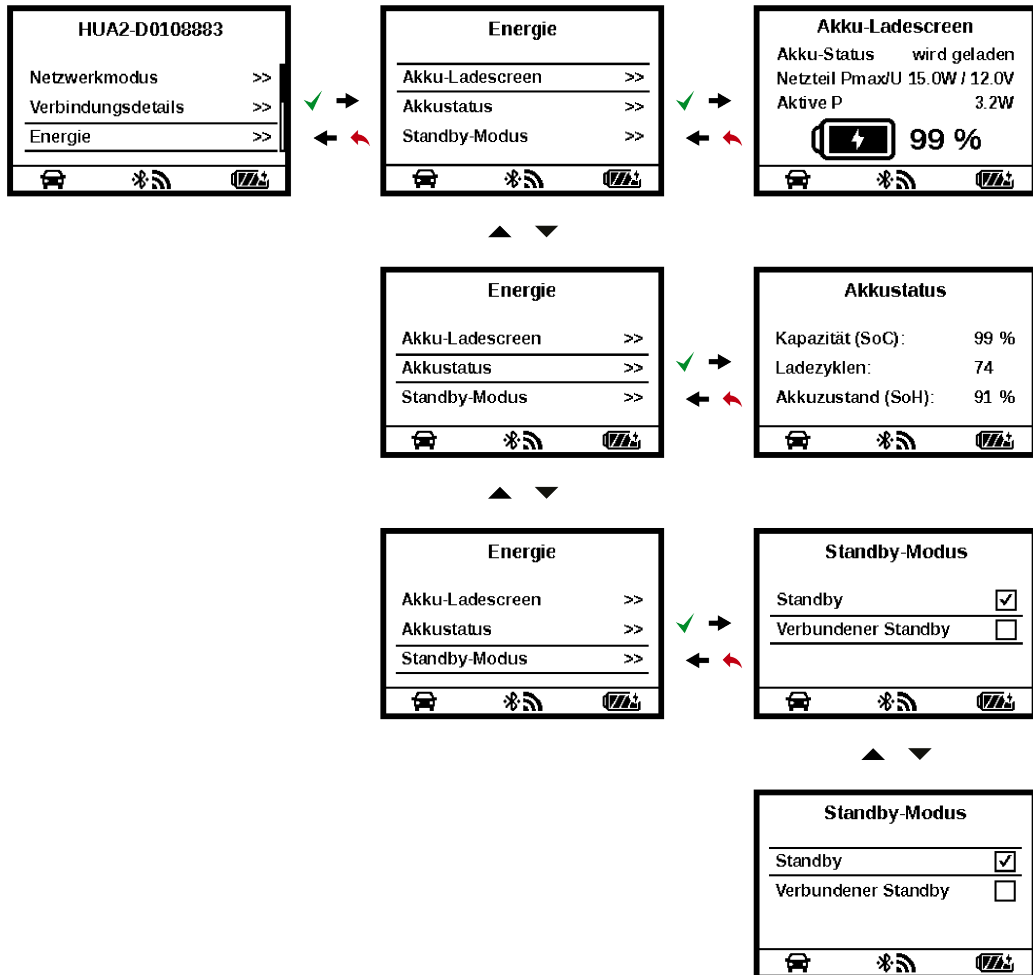 HUA2-D0108883
Netzwerkmodus >>
Verbindungsdetails >>
Energie >>
Energie
Akku-Ladescreen >>
Akkustatus >>
Standby-Modus >>
Akku-Ladescreen
Akku-Status wird geladen
Netzteil Pmax/U 15.0W / 12.0V
Aktive P 3.2W
99 %
Energie
Akku-Ladescreen >>
Akkustatus >>
Standby-Modus >>
Akkustatus
Kapazität (SoC): 99 %
Ladezyklen: 74
Akkuzustand (SoH): 91 %
Energie
Akku-Ladescreen >>
Akkustatus >>
Standby-Modus >>
Standby-Modus
Standby
Verbundener Standby
Standby-Modus
Standby
Verbundener Standby